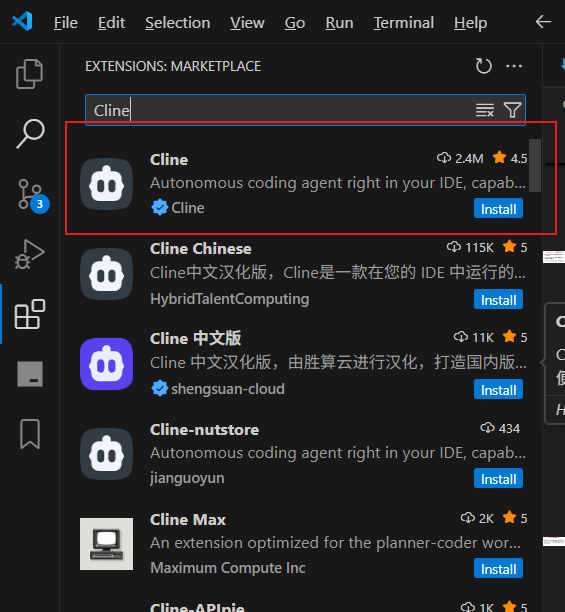 File Edit Selection View Go Run Terminal Help
EXTENSIONS: MARKETPLACE
Cline
Cline 2.4M 4.5
Autonomous coding agent right in your IDE, capab...
Cline Install
3
Cline Chinese 115K 5
Cline中文汉化版，Cline是一款在您的 IDE 中运行的...
HybridTalentComputing Install
Cline 中文版 11K 5
Cline 中文汉化版，由胜算云进行汉化，打造国内版...
shengsuan-cloud Install
Cline-nutstore 434
Autonomous coding agent right in your IDE, capab...
jianguoyun Install
Cline Max 2K 5
An extension optimized for the planner-coder wor...
Maximum Compute Inc Install
Cline-APInie 1K 5